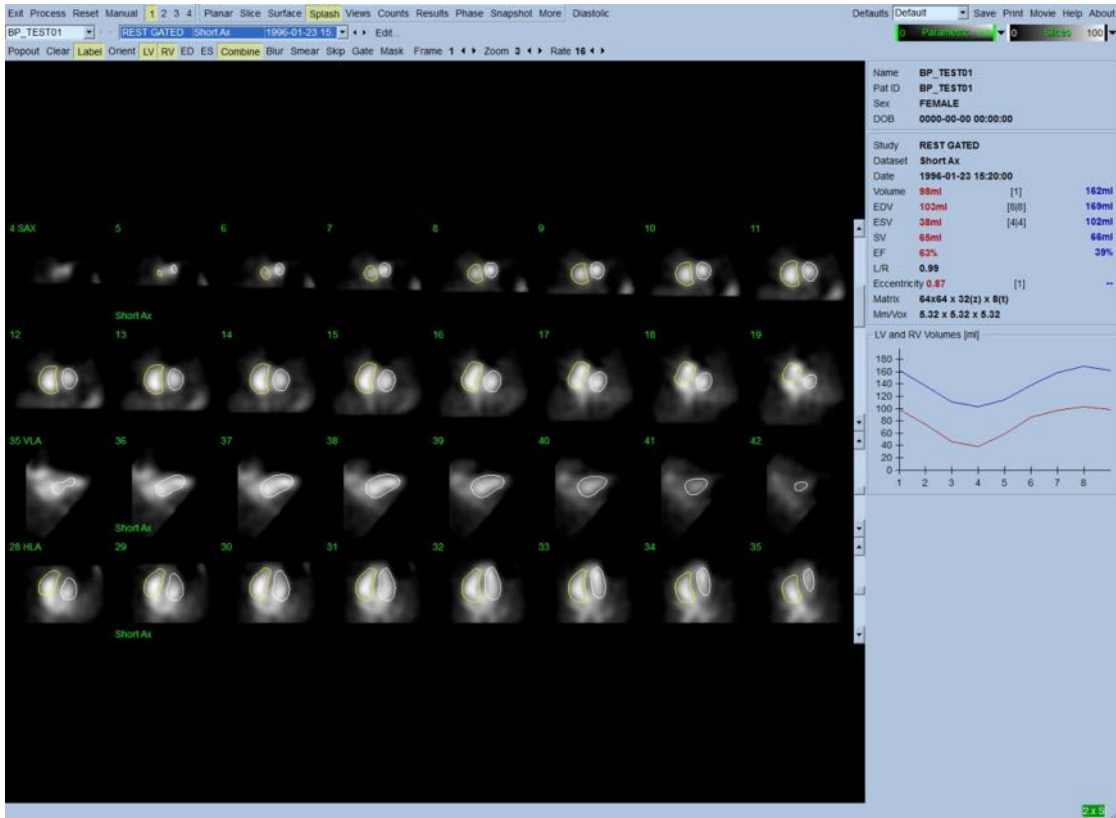 Exit Process Reset Manual 1 2 3 4 Planar Slice Surface Splash Views Counts Results Phase Snapshot More Diastolic Defaults Default Save Print Movie Help About
BP_TEST01 REST GATED Short Ax 1996-01-23 15 Edit... 0 Parametric 0 Slices 100
Popout Clear Label Orient LV RV ED ES Combine Blur Smear Skip Gate Mask Frame 1 Zoom 3 Rate 16
Name BP_TEST01
Pat ID BP_TEST01
Sex FEMALE
DOB 0000-00-00 00:00:00
Study REST GATED
Dataset Short Ax
Date 1996-01-23 15:20:00
Volume 98ml [1] 162ml
EDV 103ml [8|8] 169ml
ESV 38ml [4|4] 102ml
SV 65ml 66ml
EF 63% 39%
L/R 0.99
Eccentricity 0.87 [1] --
Matrix 64x64 x 32(z) x 8(t)
Mm/Vox 5.32 x 5.32 x 5.32
LV and RV Volumes [ml]
180
160
140
120
100
80
60
40
20
0
1 2 3 4 5 6 7 8
4 SAX 5 6 7 8 9 10 11
Short Ax
12 13 14 15 16 17 18 19
35 VLA 36 37 38 39 40 41 42
Short Ax
28 HLA 29 30 31 32 33 34 35
Short Ax
2 x S